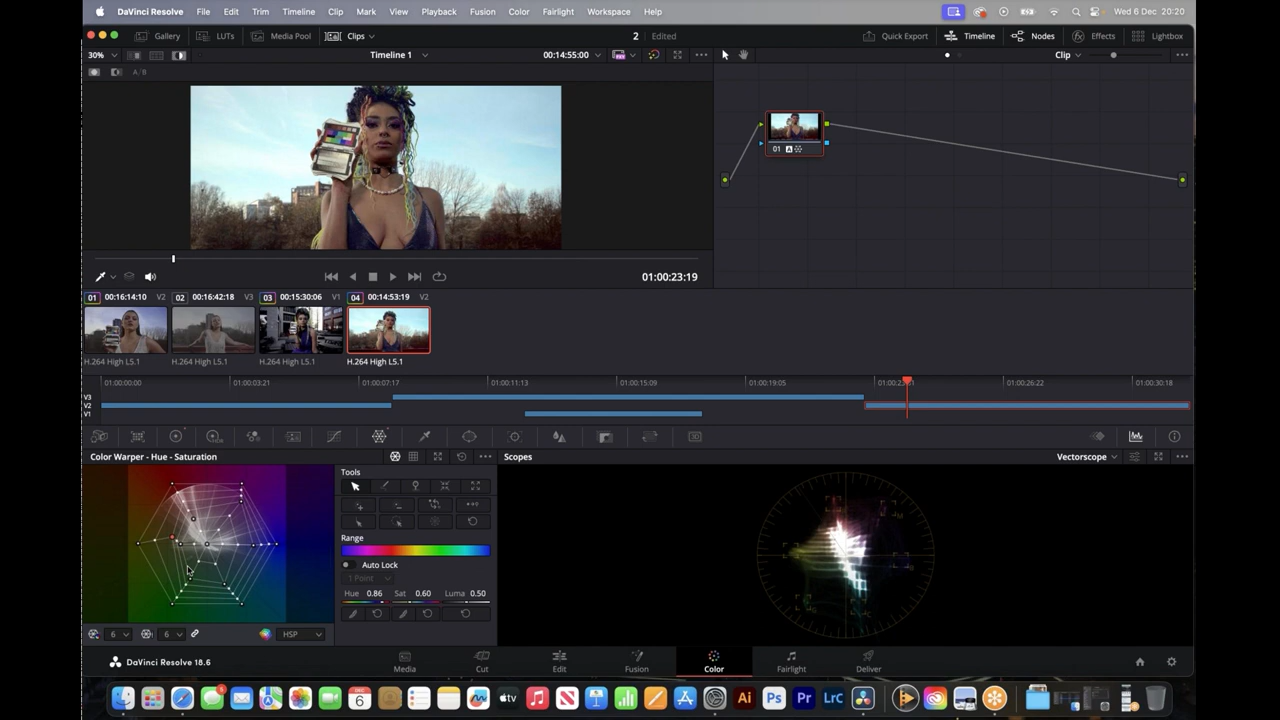 DaVinci Resolve File Edit Trim Timeline Clip Mark View Playback Fusion Color Fairlight Workspace Help Wed 6 Dec 20:20
Gallery LUTs Media Pool Clips 2 Edited Quick Export Timeline Nodes Effects Lightbox
30% Timeline 1 00:14:55:00 Clip
A/B
01
01:00:23:19
01 00:16:14:10 V2 02 00:16:42:18 V3 03 00:15:30:06 V1 04 00:14:53:19 V2
H.264 High L5.1 H.264 High L5.1 H.264 High L5.1 H.264 High L5.1
01:00:00:00 01:00:03:21 01:00:07:17 01:00:11:13 01:00:15:09 01:00:19:05 01:00:26:22 01:00:30:18
V3
V2
V1
Color Warper - Hue - Saturation Scopes Vectorscope
Tools
Range
Auto Lock
1 Point
Hue 0.86 Sat 0.60 Luma 0.50
6 6 HSP
DaVinci Resolve 18.6 Media Cut Edit Fusion Color Fairlight Deliver